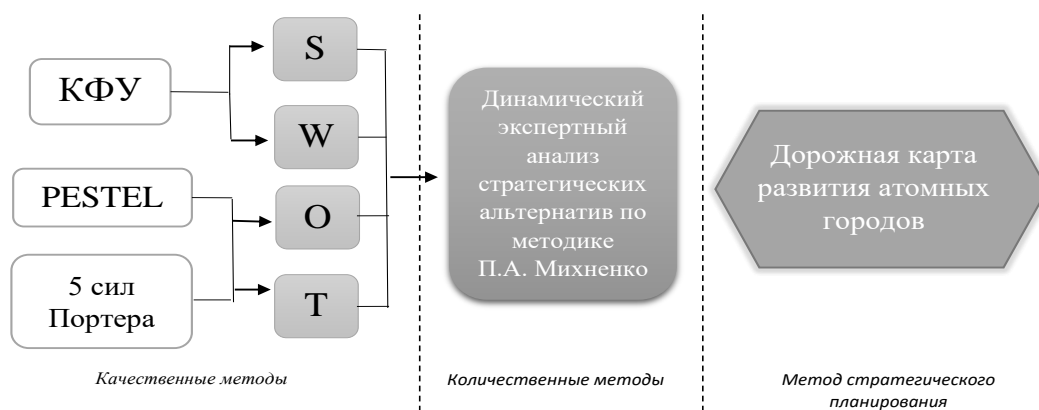 КФУ
PESTEL
5 сил
Портера
S
W
O
T
Качественные методы
Динамический
экспертный
анализ
стратегических
альтернатив по
методике
П.А. Михненко
Количественные методы
Дорожная карта
развития атомных
городов
Метод стратегического
планирования